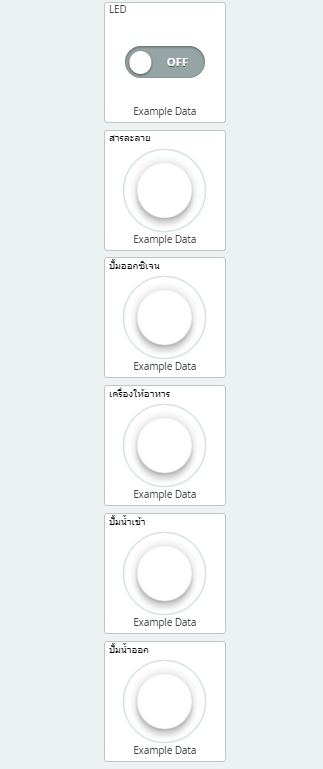 LED
OFF
Example Data
สารละลาย
Example Data
ปั๊มออกซิเจน
Example Data
เครื่องให้อาหาร
Example Data
ปั๊มน้ำเข้า
Example Data
ปั๊มน้ำออก
Example Data